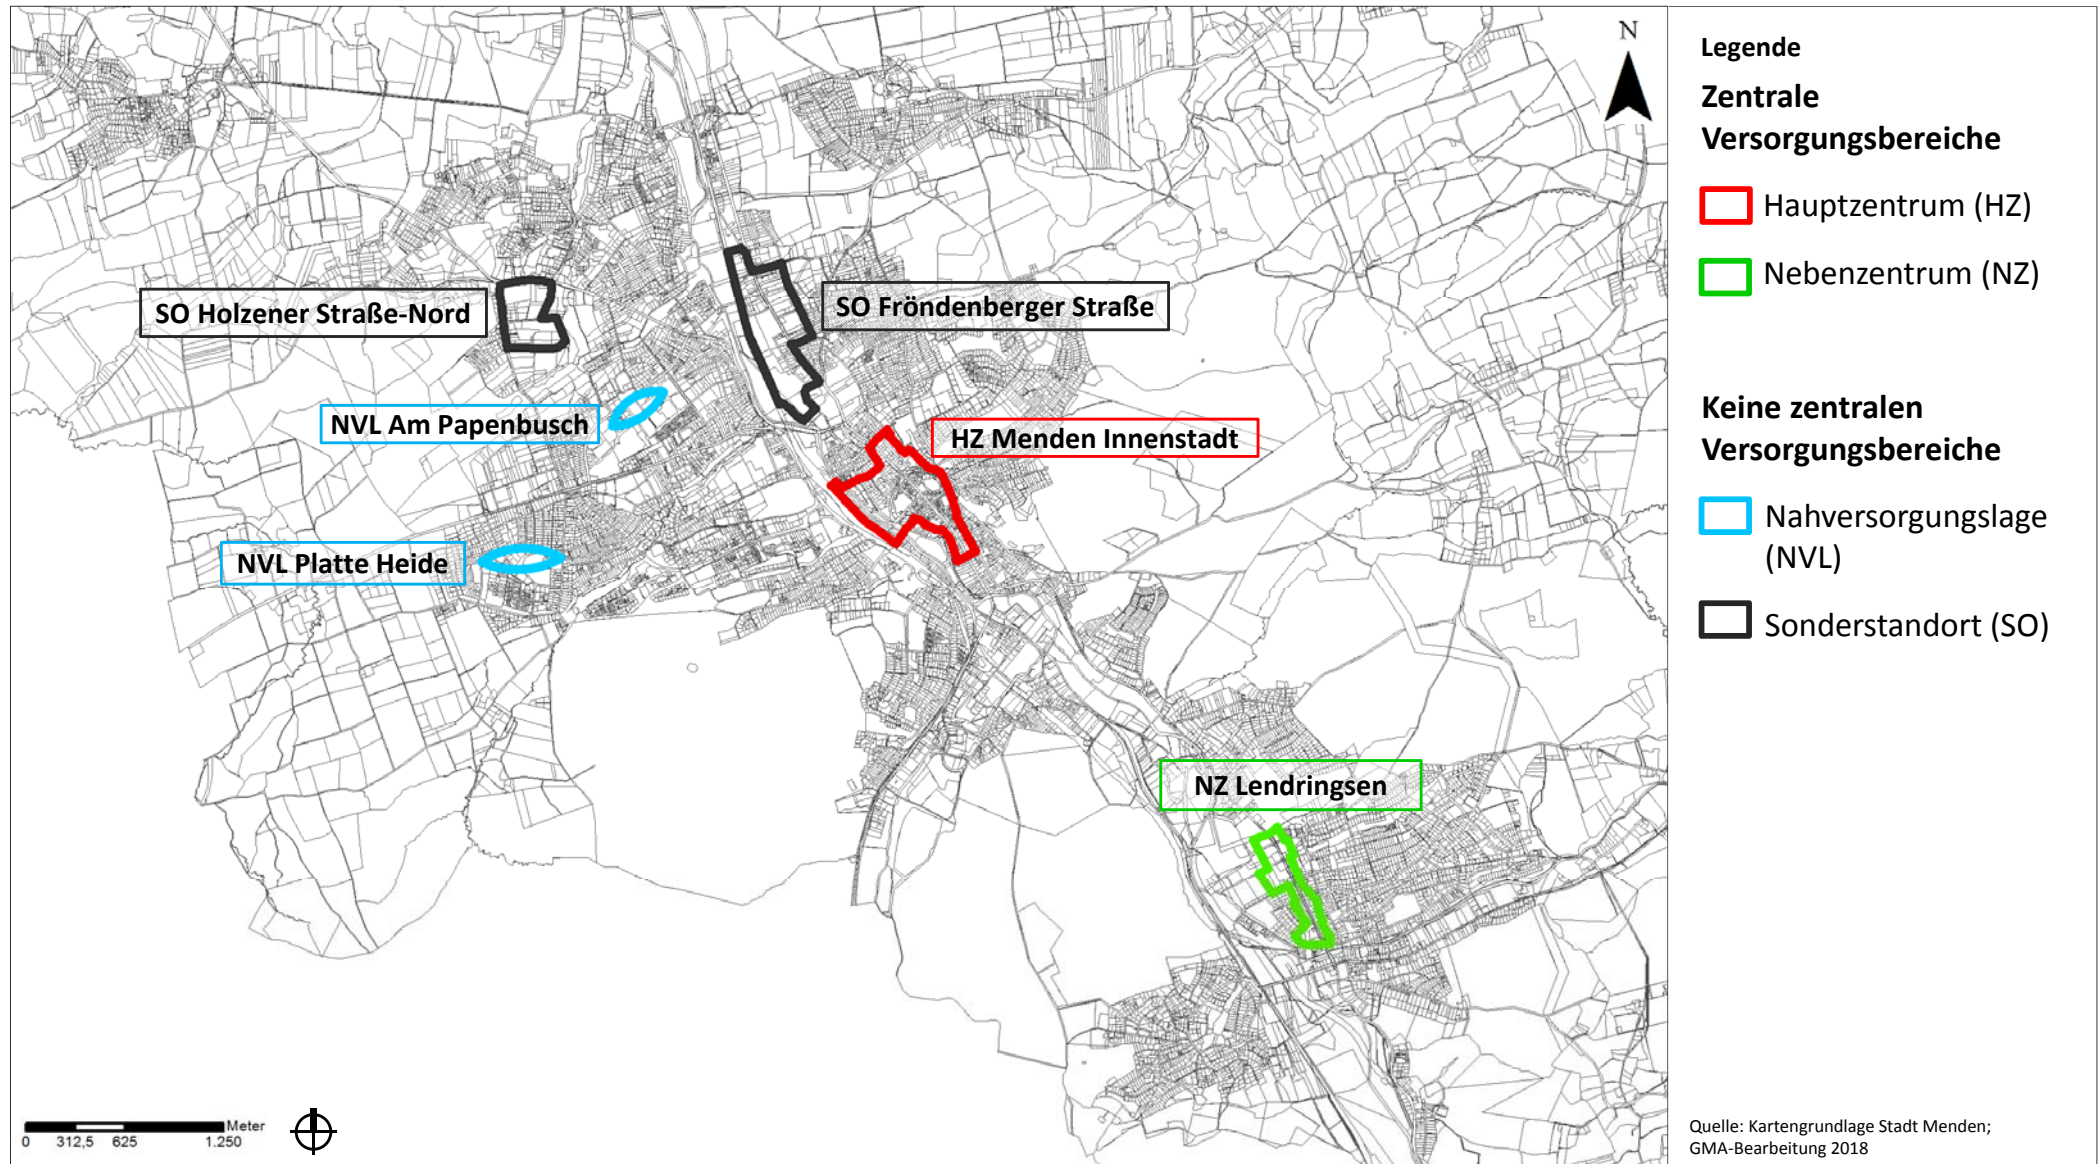 N
SO Holzener Straße-Nord
SO Fröndenberger Straße
NVL Am Papenbusch
HZ Menden Innenstadt
NVL Platte Heide
NZ Lendringsen
Meter
0 312,5 625 1.250
Legende
Zentrale
Versorgungsbereiche
Hauptzentrum (HZ)
Nebenzentrum (NZ)
Keine zentralen
Versorgungsbereiche
Nahversorgungslage
(NVL)
Sonderstandort (SO)
Quelle: Kartengrundlage Stadt Menden;
GMA-Bearbeitung 2018